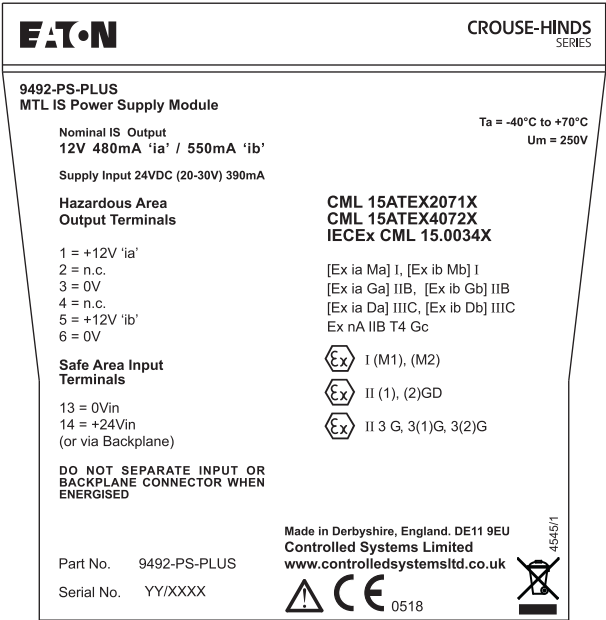 EATON
CROUSE-HINDS
SERIES
9492-PS-PLUS
MTL IS Power Supply Module
Ta = -40°C to +70°C
Um = 250V
Nominal IS Output
12V 480mA ‘ia’ / 550mA ‘ib’
Supply Input 24VDC (20-30V) 390mA
Hazardous Area
Output Terminals
1 = +12V ‘ia’
2 = n.c.
3 = 0V
4 = n.c.
5 = +12V ‘ib’
6 = 0V
Safe Area Input
Terminals
13 = 0Vin
14 = +24Vin
(or via Backplane)
DO NOT SEPARATE INPUT OR
BACKPLANE CONNECTOR WHEN
ENERGISED
CML 15ATEX2071X
CML 15ATEX4072X
IECEx CML 15.0034X
[Ex ia Ma] I, [Ex ib Mb] I
[Ex ia Ga] IIB, [Ex ib Gb] IIB
[Ex ia Da] IIIC, [Ex ib Db] IIIC
Ex nA IIB T4 Gc
Ex I (M1), (M2)
Ex II (1), (2)GD
Ex II 3 G, 3(1)G, 3(2)G
Part No. 9492-PS-PLUS
Serial No. YY/XXXX
Made in Derbyshire, England. DE11 9EU
Controlled Systems Limited
www.controlledsystemsltd.co.uk
CE 0518
4545/1